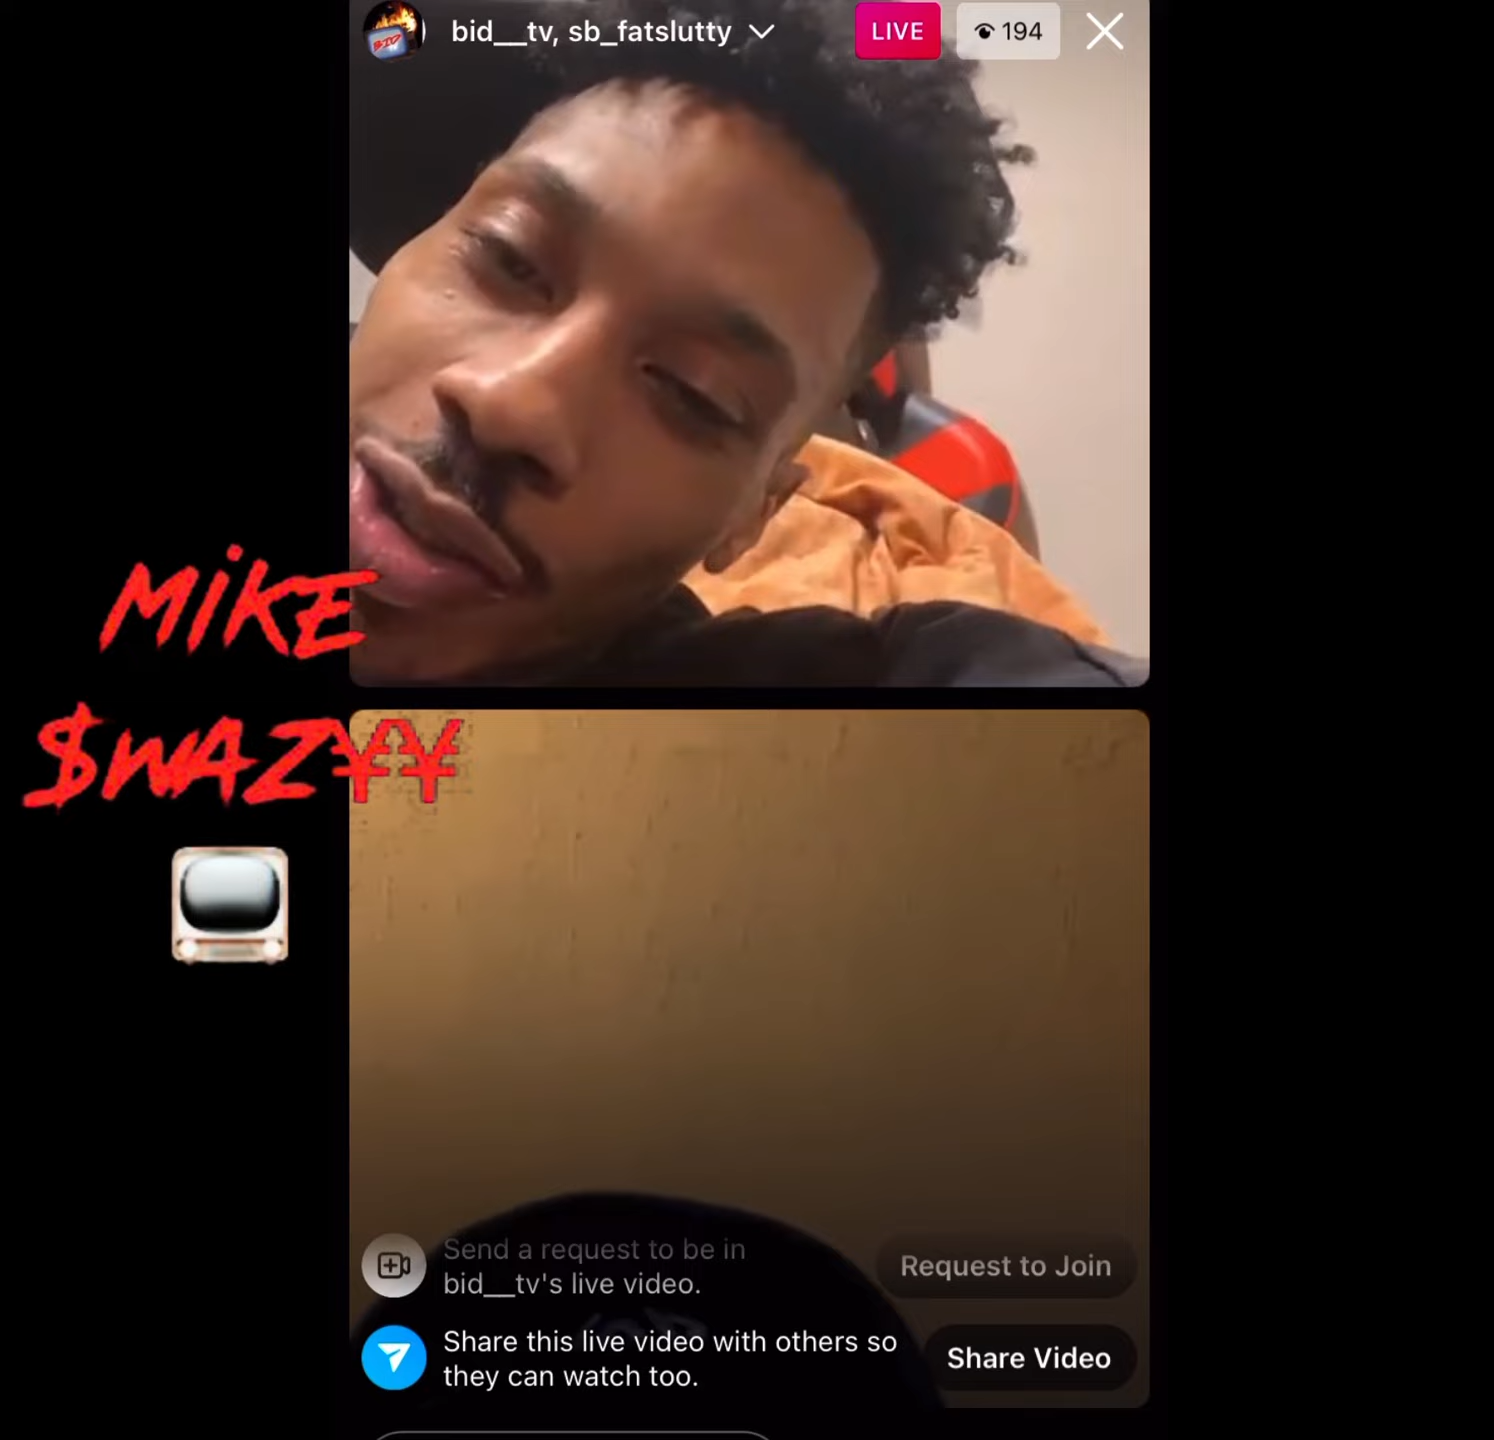 bid__tv, sb_fatslutty
LIVE
194
BID
MIKE
$WAZ¥¥
Send a request to be in
bid__tv's live video.
Request to Join
Share this live video with others so
they can watch too.
Share Video